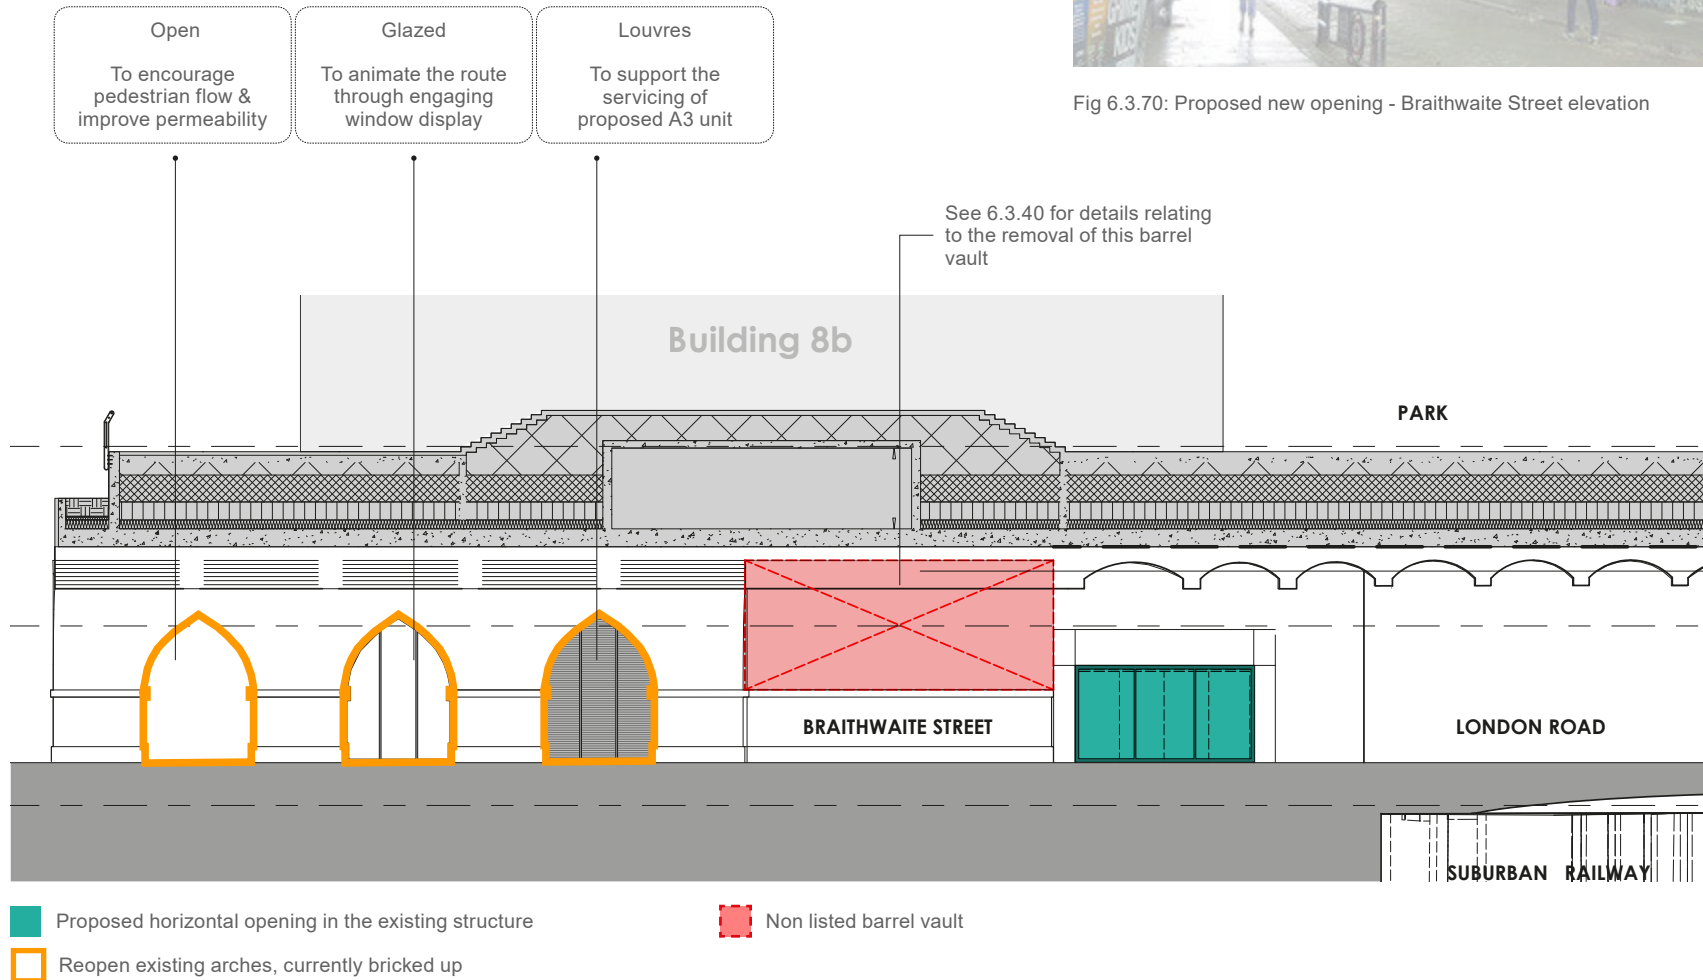 Open
To encourage
pedestrian flow &
improve permeability
Glazed
To animate the route
through engaging
window display
Louvres
To support the
servicing of
proposed A3 unit
KIDS
Fig 6.3.70: Proposed new opening - Braithwaite Street elevation
See 6.3.40 for details relating
to the removal of this barrel
vault
Building 8b
PARK
BRAITHWAITE STREET
LONDON ROAD
SUBURBAN RAILWAY
Proposed horizontal opening in the existing structure
Non listed barrel vault
Reopen existing arches, currently bricked up